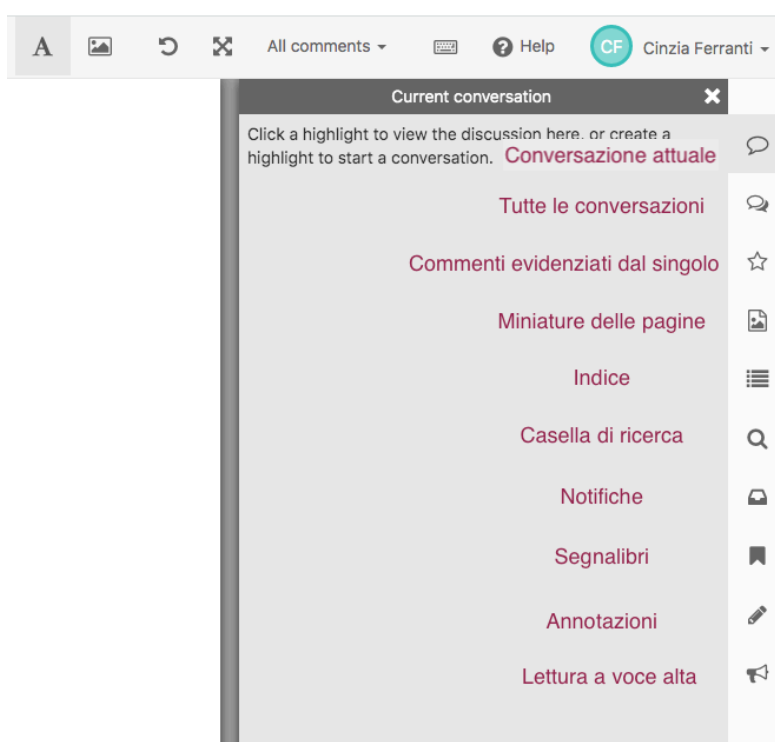 A All comments Help CF Cinzia Ferranti
Current conversation
Click a highlight to view the discussion here, or create a
highlight to start a conversation. Conversazione attuale
Tutte le conversazioni
Commenti evidenziati dal singolo
Miniature delle pagine
Indice
Casella di ricerca
Notifiche
Segnalibri
Annotazioni
Lettura a voce alta